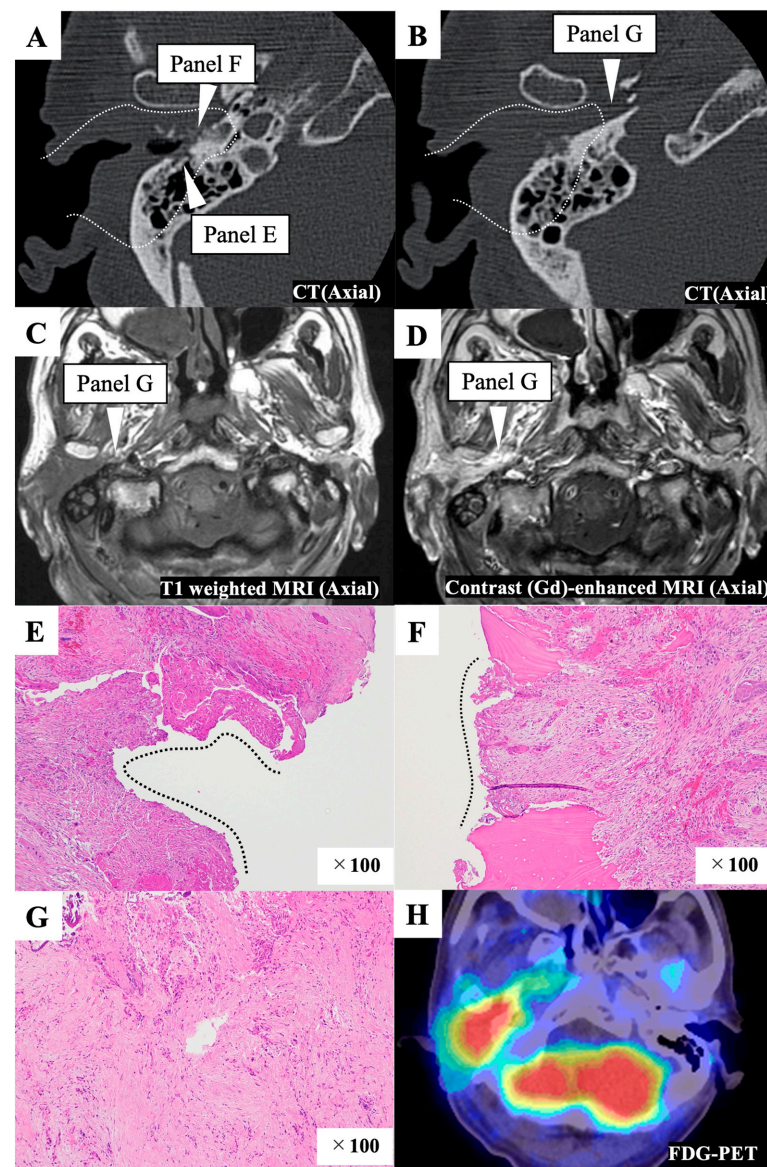 A
Panel F
Panel E
CT(Axial)
B
Panel G
CT(Axial)
C
Panel G
T1 weighted MRI (Axial)
D
Panel G
Contrast (Gd)-enhanced MRI (Axial)
E
×100
F
×100
G
×100
H
FDG-PET